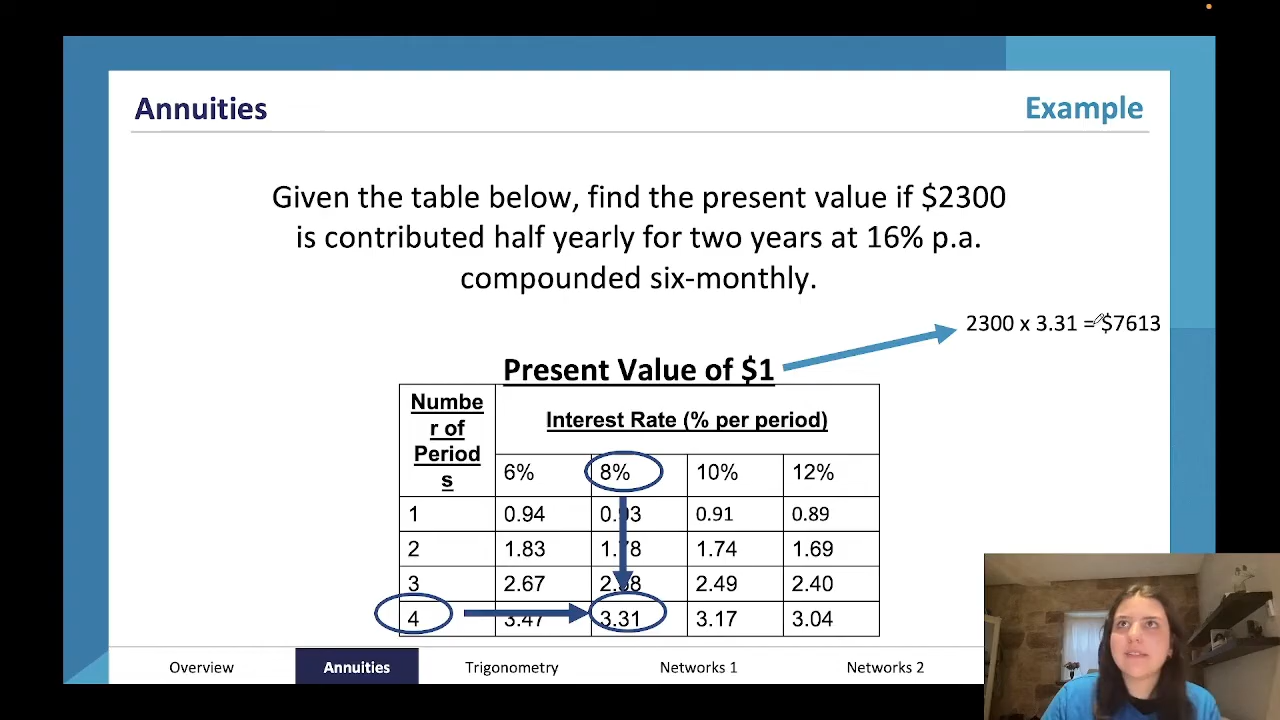 Annuities
Example
Given the table below, find the present value if $2300
is contributed half yearly for two years at 16% p.a.
compounded six-monthly.
2300 x 3.31 = $7613
Present Value of $1
Numbe
r of
Period
s
Interest Rate (% per period)
6% 8% 10% 12%
1 0.94 0.93 0.91 0.89
2 1.83 1.78 1.74 1.69
3 2.67 2.58 2.49 2.40
4 3.47 3.31 3.17 3.04
Overview Annuities Trigonometry Networks 1 Networks 2